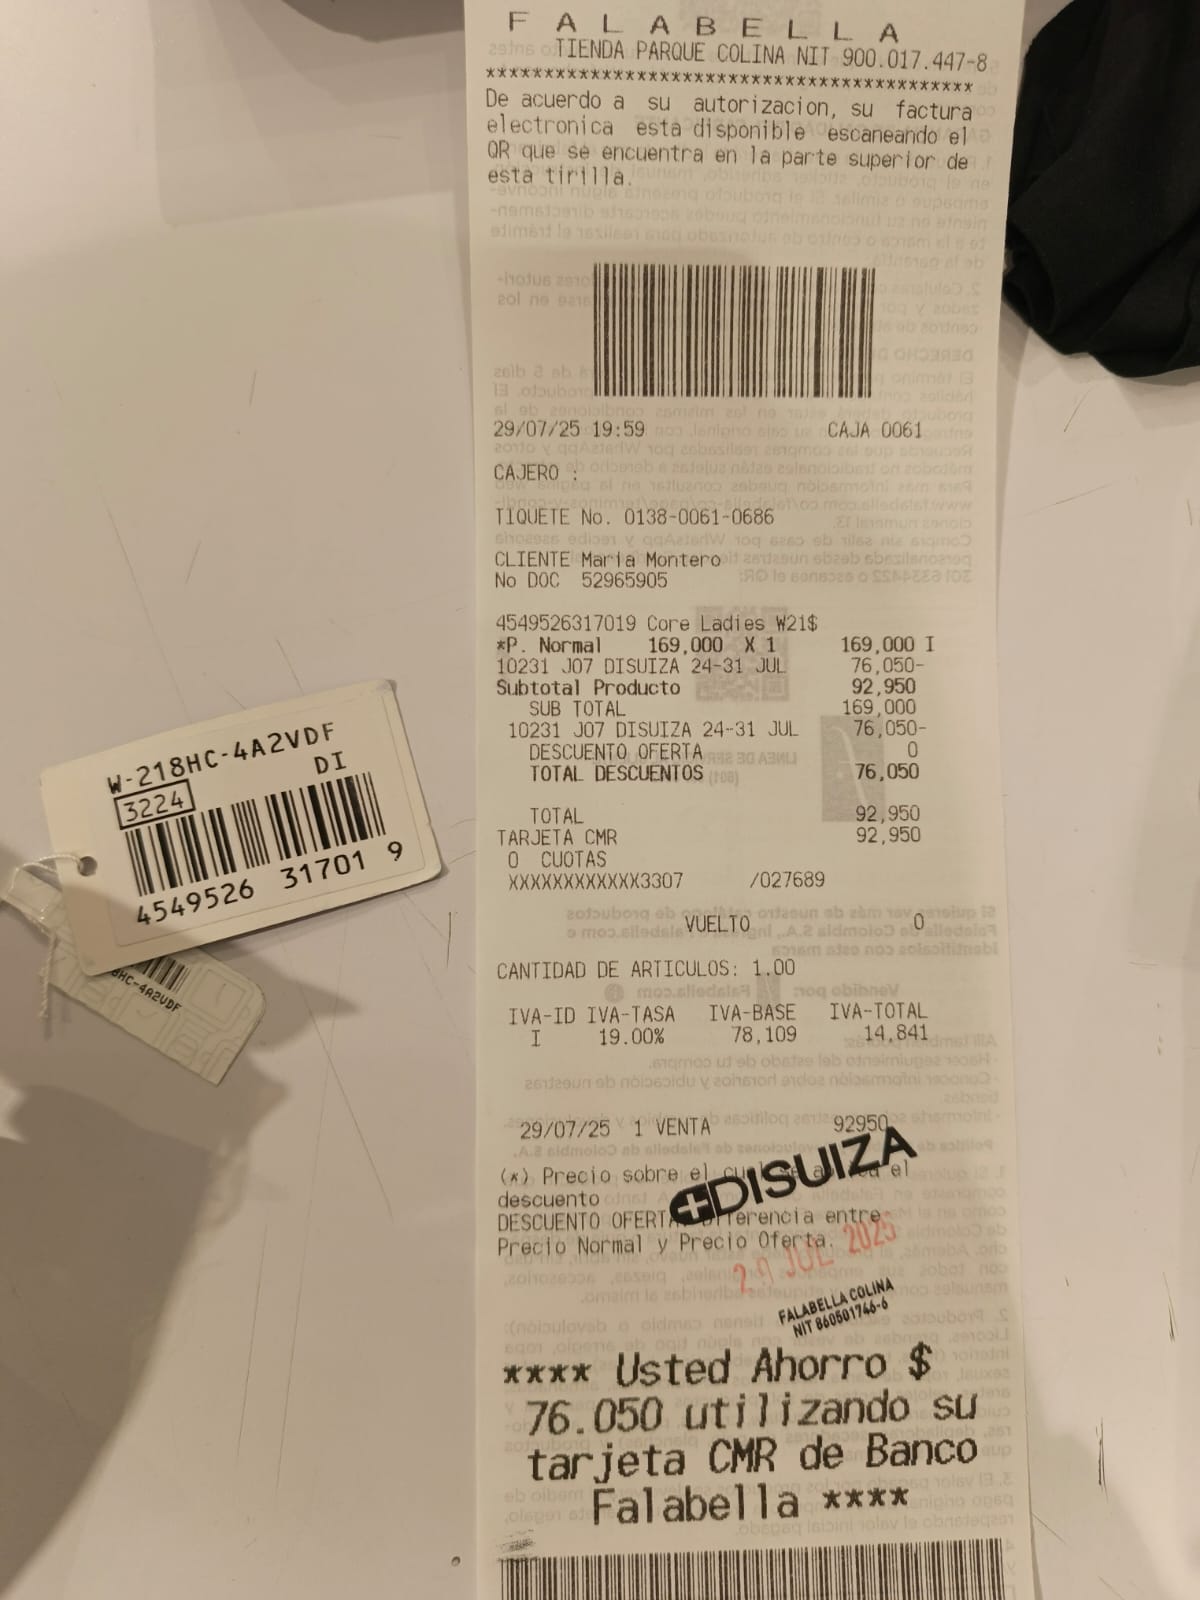 F A L A B E L L A
TIENDA PARQUE COLINA NIT 900.017.447-8
******************************************
De acuerdo a su autorizacion, su factura
electronica esta disponible escaneando el
QR que se encuentra en la parte superior de
esta tirilla.
29/07/25 19:59 CAJA 0061
CAJERO :
TIQUETE No. 0138-0061-0686
CLIENTE Maria Montero
No DOC 52965905
4549526317019 Core Ladies W21$
*P. Normal 169,000 X 1 169,000 I
10231 J07 DISUIZA 24-31 JUL 76,050-
Subtotal Producto 92,950
SUB TOTAL 169,000
10231 J07 DISUIZA 24-31 JUL 76,050-
DESCUENTO OFERTA 0
TOTAL DESCUENTOS 76,050
TOTAL 92,950
TARJETA CMR 92,950
0 CUOTAS
XXXXXXXXXXXX3307 /027689
VUELTO 0
CANTIDAD DE ARTICULOS: 1.00
IVA-ID IVA-TASA IVA-BASE IVA-TOTAL
I 19.00% 78,109 14,841
29/07/25 1 VENTA 92950
(*) Precio sobre el cual se aplica el
descuento
DESCUENTO OFERTA Diferencia entre
Precio Normal y Precio Oferta.
DISUIZA
29 JUL 2025
FALABELLA COLINA
NIT 860501746-6
**** Usted Ahorro $
76.050 utilizando su
tarjeta CMR de Banco
Falabella ****
W-218HC-4A2VDF
DI
3224
4549526 31701 9
8HC-4A2VDF